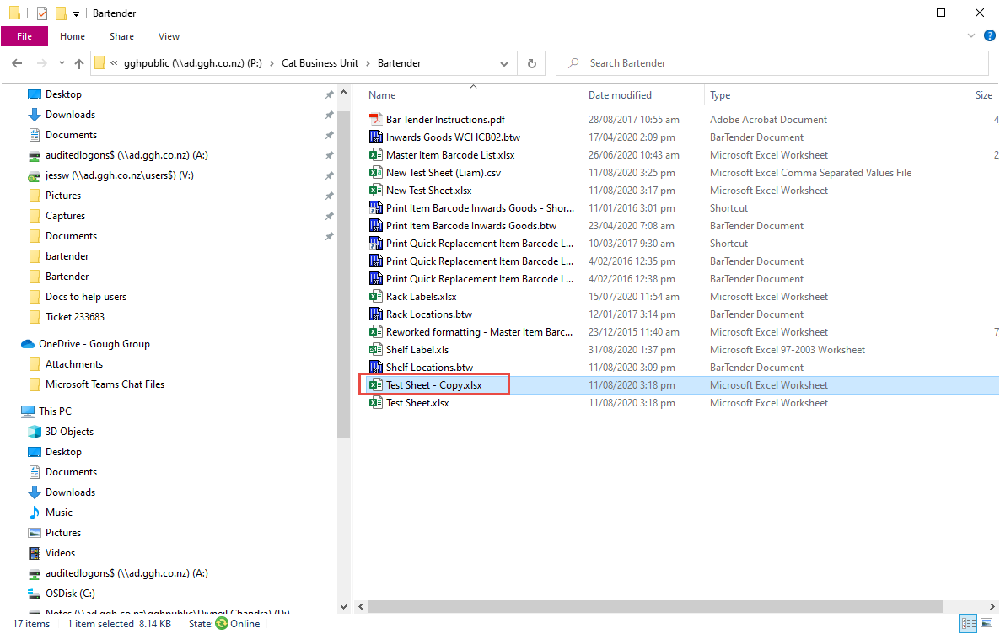 Bartender
File Home Share View
« gghpublic (\\ad.ggh.co.nz) (P:) › Cat Business Unit › Bartender
Search Bartender
Desktop
Downloads
Documents
auditedlogons$ (\\ad.ggh.co.nz) (A:)
jessw (\\ad.ggh.co.nz\users$) (V:)
Pictures
Captures
Documents
bartender
Bartender
Docs to help users
Ticket 233683
OneDrive - Gough Group
Attachments
Microsoft Teams Chat Files
This PC
3D Objects
Desktop
Documents
Downloads
Music
Pictures
Videos
auditedlogons$ (\\ad.ggh.co.nz) (A:)
OSDisk (C:)
Notes (\\ad.ggh.co.nz\gghpublic\Divneil Chandra) (D:)
Name Date modified Type Size
Bar Tender Instructions.pdf 28/08/2017 10:55 am Adobe Acrobat Document 4
Inwards Goods WCHCB02.btw 17/04/2020 2:09 pm BarTender Document
Master Item Barcode List.xlsx 26/06/2020 10:43 am Microsoft Excel Worksheet 2
New Test Sheet (Liam).csv 11/08/2020 3:25 pm Microsoft Excel Comma Separated Values File
New Test Sheet.xlsx 11/08/2020 3:17 pm Microsoft Excel Worksheet
Print Item Barcode Inwards Goods - Shor... 11/01/2016 3:01 pm Shortcut
Print Item Barcode Inwards Goods.btw 23/04/2020 7:08 am BarTender Document
Print Quick Replacement Item Barcode L... 10/03/2017 9:30 am Shortcut
Print Quick Replacement Item Barcode L... 4/02/2016 12:35 pm BarTender Document
Print Quick Replacement Item Barcode L... 4/02/2016 12:38 pm BarTender Document
Rack Labels.xlsx 15/07/2020 11:54 am Microsoft Excel Worksheet
Rack Locations.btw 12/01/2017 3:14 pm BarTender Document
Reworked formatting - Master Item Barc... 23/12/2015 11:40 am Microsoft Excel Worksheet 7
Shelf Label.xls 31/08/2020 1:37 pm Microsoft Excel 97-2003 Worksheet
Shelf Locations.btw 11/08/2020 3:09 pm BarTender Document
Test Sheet - Copy.xlsx 11/08/2020 3:18 pm Microsoft Excel Worksheet
Test Sheet.xlsx 11/08/2020 3:18 pm Microsoft Excel Worksheet
17 items 1 item selected 8.14 KB State: Online